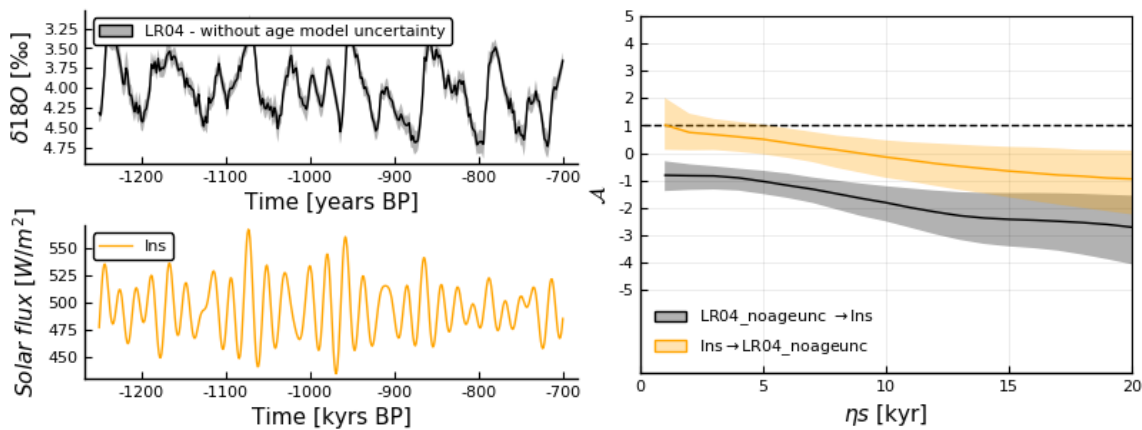 3.25
3.50
3.75
4.00
4.25
4.50
4.75
δ18O [‰]
LR04 - without age model uncertainty
-1200 -1100 -1000 -900 -800 -700
Time [years BP]
550
525
500
475
450
Solar flux [W/m²]
Ins
-1200 -1100 -1000 -900 -800 -700
Time [kyrs BP]
5
4
3
2
1
0
-1
-2
-3
-4
-5
𝒜
LR04_noageunc →Ins
Ins→LR04_noageunc
0 5 10 15 20
ηs [kyr]